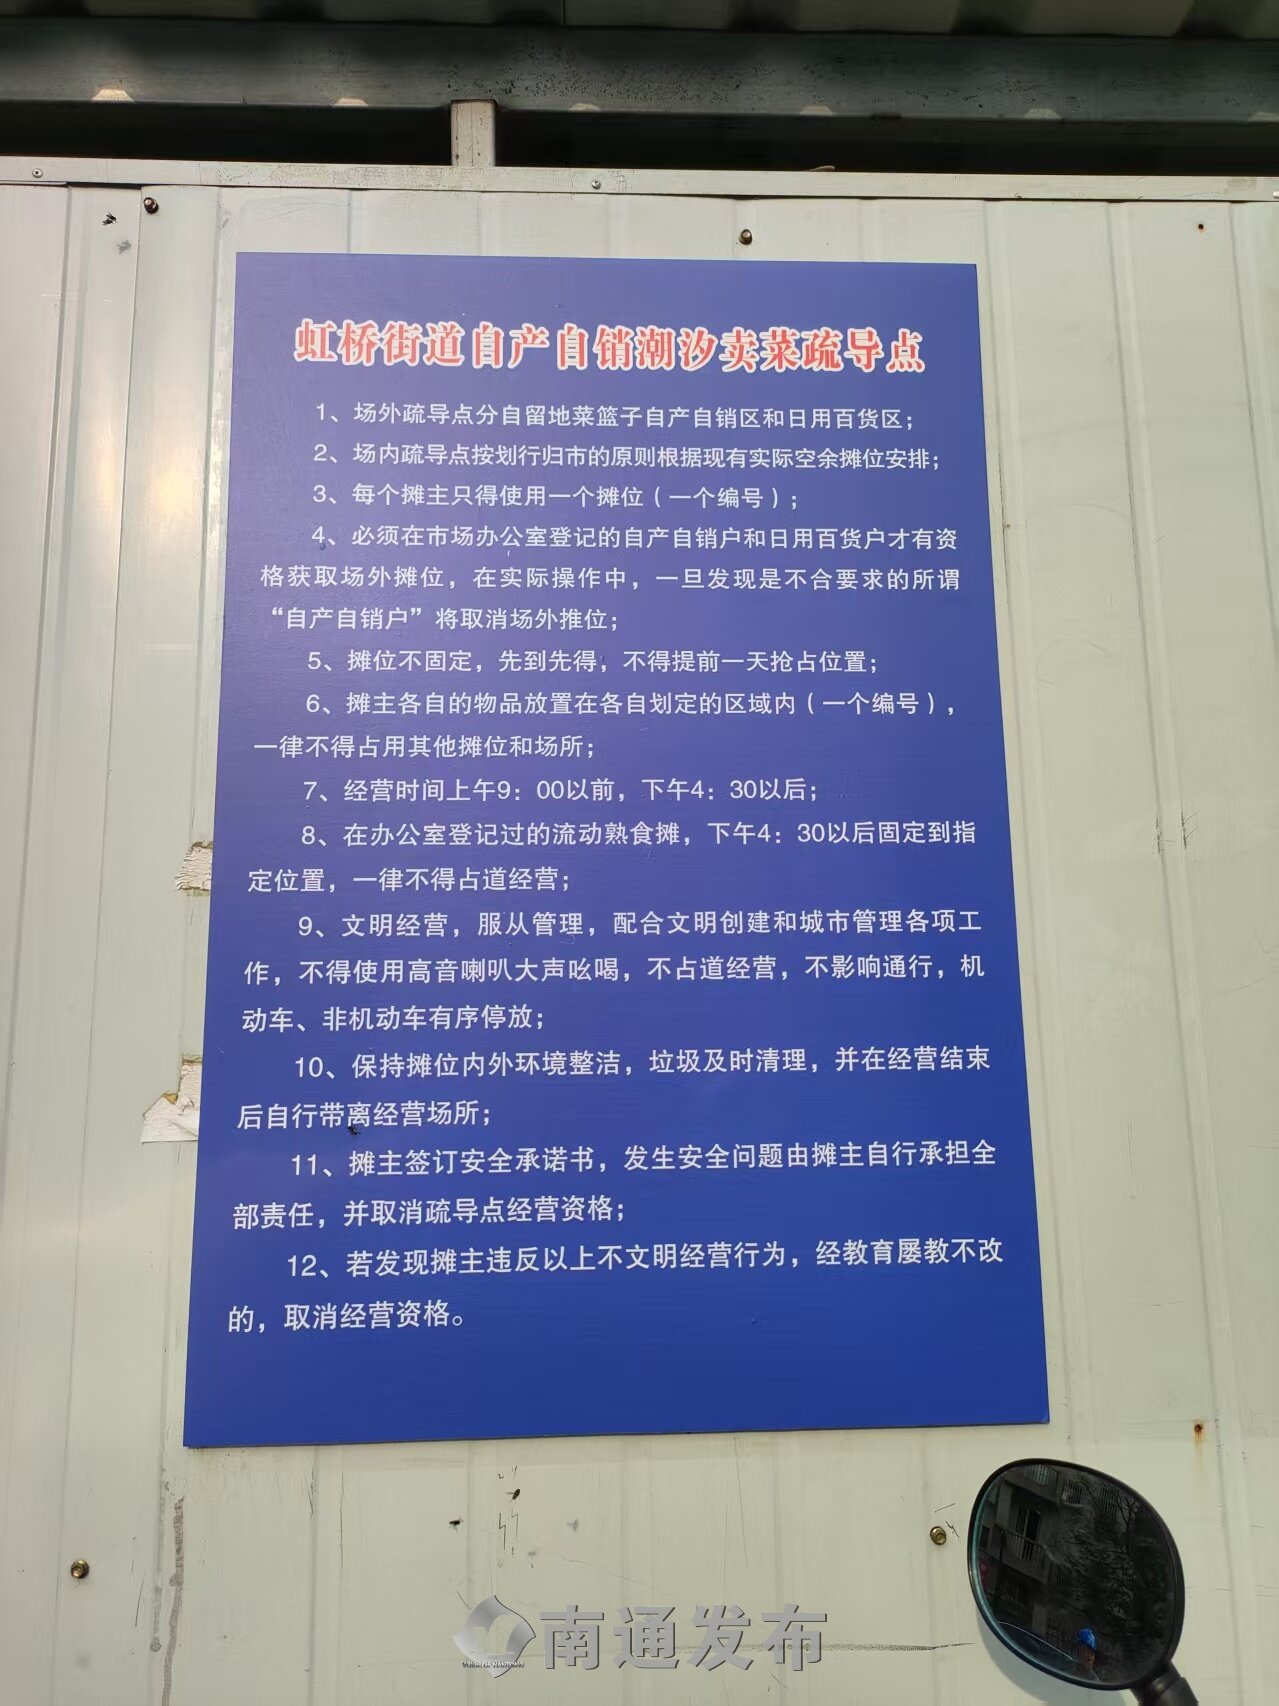 虹桥街道自产自销潮汐卖菜疏导点
1、场外疏导点分自留地菜篮子自产自销区和日用百货区；
2、场内疏导点按划行归市的原则根据现有实际空余摊位安排；
3、每个摊主只得使用一个摊位（一个编号）；
4、必须在市场办公室登记的自产自销户和日用百货户才有资
格获取场外摊位，在实际操作中，一旦发现是不合要求的所谓
“自产自销户”将取消场外推位；
5、摊位不固定，先到先得，不得提前一天抢占位置；
6、摊主各自的物品放置在各自划定的区域内（一个编号），
一律不得占用其他摊位和场所；
7、经营时间上午9：00以前，下午4：30以后；
8、在办公室登记过的流动熟食摊，下午4：30以后固定到指
定位置，一律不得占道经营；
9、文明经营，服从管理，配合文明创建和城市管理各项工
作，不得使用高音喇叭大声吆喝，不占道经营，不影响通行，机
动车、非机动车有序停放；
10、保持摊位内外环境整洁，垃圾及时清理，并在经营结束
后自行带离经营场所；
11、摊主签订安全承诺书，发生安全问题由摊主自行承担全
部责任，并取消疏导点经营资格；
12、若发现摊主违反以上不文明经营行为，经教育屡教不改
的，取消经营资格。
南通发布
VOICE OF NANTONG